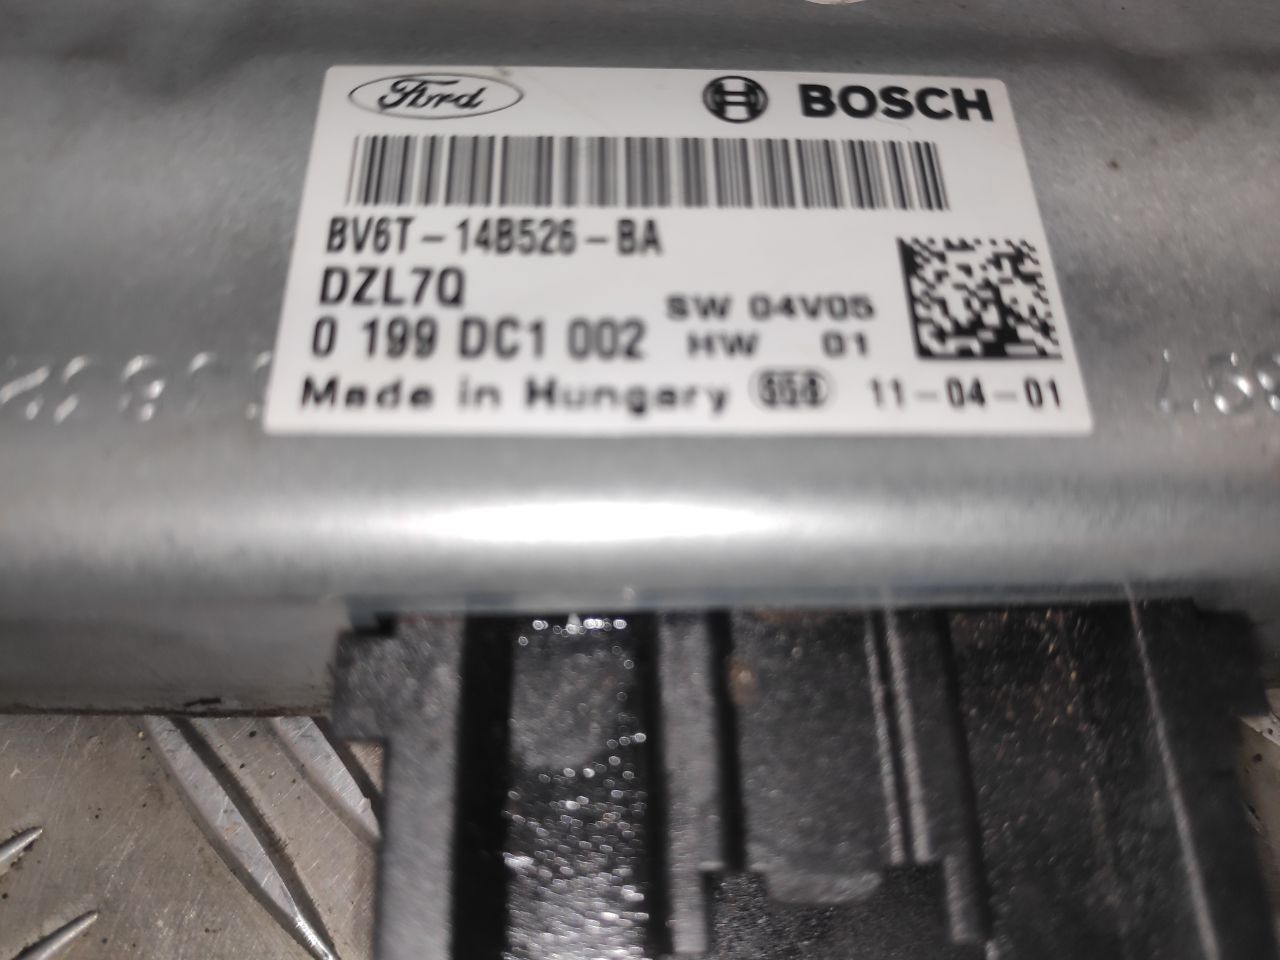 Ford BOSCH
BV6T-14B526-BA
DZL7Q
SW 04V05
0 199 DC1 002 HW 01
Made in Hungary 11-04-01